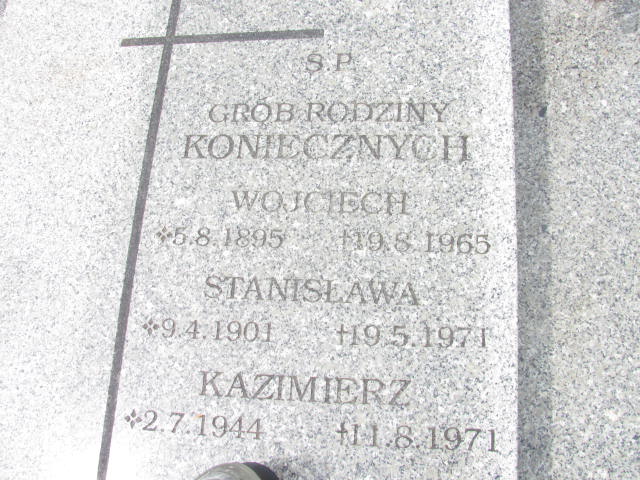 Ś.P.
GRÓB RODZINY
KONIECZNYCH
WOJCIECH
5.8.1895 †19.8.1965
STANISŁAWA
9.4.1901 †19.5.1971
KAZIMIERZ
2.7.1944 †11.8.1971